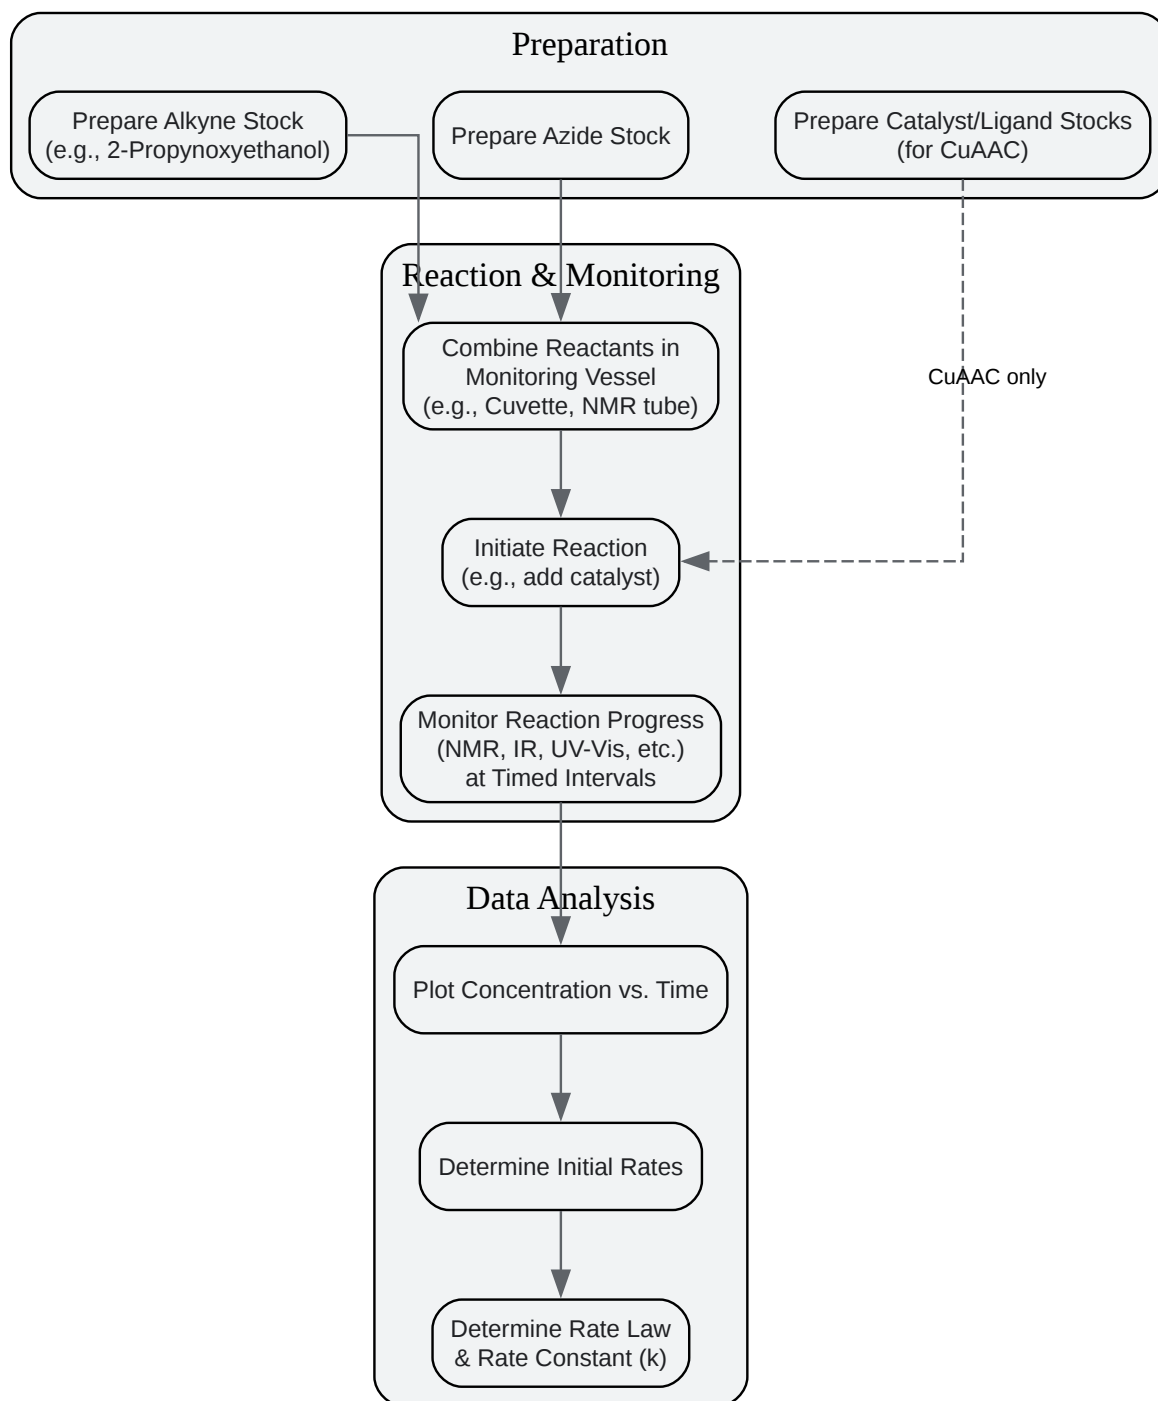 Preparation
Prepare Alkyne Stock
(e.g., 2-Propynoxyethanol)
Prepare Azide Stock
Prepare Catalyst/Ligand Stocks
(for CuAAC)
Reaction & Monitoring
Combine Reactants in
Monitoring Vessel
(e.g., Cuvette, NMR tube)
CuAAC only
Initiate Reaction
(e.g., add catalyst)
Monitor Reaction Progress
(NMR, IR, UV-Vis, etc.)
at Timed Intervals
Data Analysis
Plot Concentration vs. Time
Determine Initial Rates
Determine Rate Law
& Rate Constant (k)